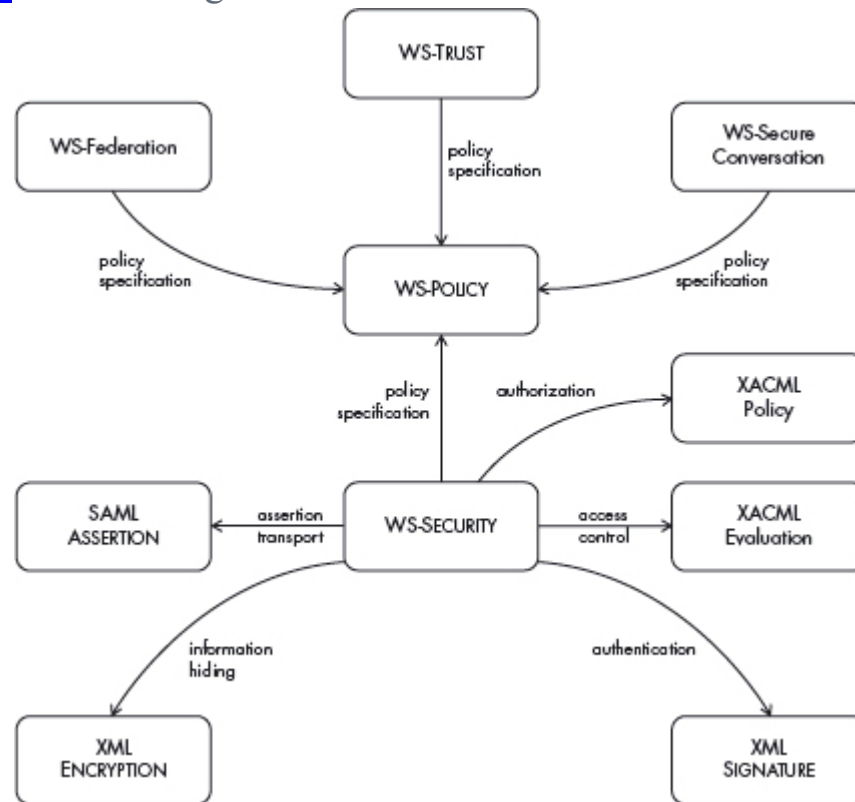 WS-TRUST
WS-Federation
WS-Secure
Conversation
policy
specification
policy
specification
policy
specification
WS-POLICY
policy
specification
authorization
XACML
Policy
SAML
ASSERTION
assertion
transport
WS-SECURITY
access
control
XACML
Evaluation
information
hiding
authentication
XML
ENCRYPTION
XML
SIGNATURE